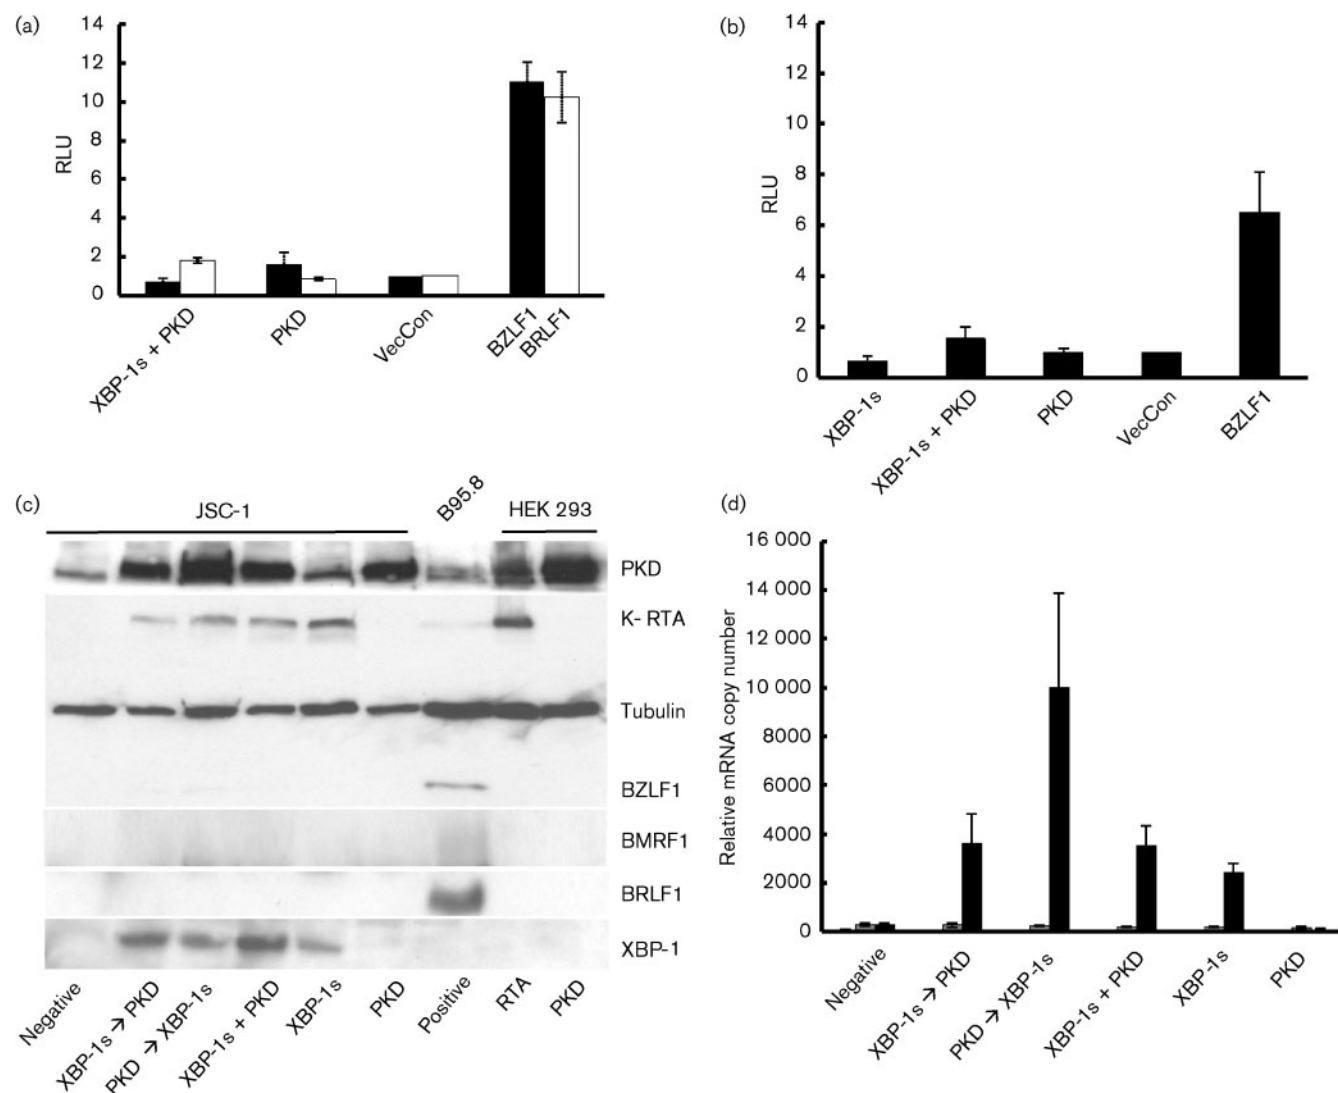 (a)
14
12
10
8
6
4
2
0
RLU
XBP-1s + PKD
PKD
VecCon
BZLF1
BRLF1
(b)
14
12
10
8
6
4
2
0
RLU
XBP-1s
XBP-1s + PKD
PKD
VecCon
BZLF1
(c)
JSC-1
B95.8
HEK 293
PKD
K- RTA
Tubulin
BZLF1
BMRF1
BRLF1
XBP-1
Negative
XBP-1s → PKD
PKD → XBP-1s
XBP-1s + PKD
XBP-1s
PKD
Positive
RTA
PKD
(d)
16 000
14 000
12 000
10 000
8000
6000
4000
2000
0
Relative mRNA copy number
Negative
XBP-1s → PKD
PKD → XBP-1s
XBP-1s + PKD
XBP-1s
PKD